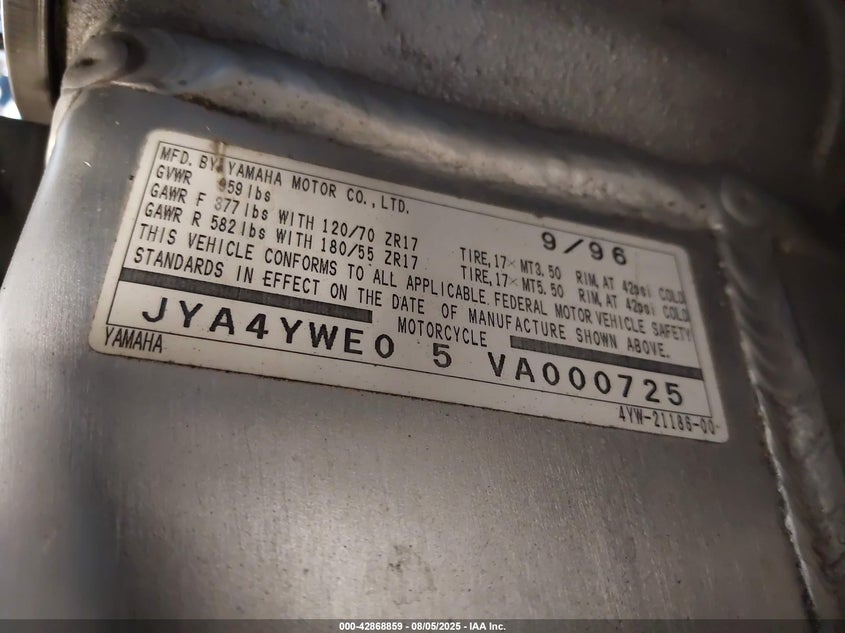 MFD. BY YAMAHA MOTOR CO., LTD.
9/96
GVWR 959 lbs
GAWR F 377 lbs WITH 120/70 ZR17 TIRE, 17× MT3.50 RIM, AT 42psi COLD
GAWR R 582 lbs WITH 180/55 ZR17 TIRE, 17× MT5.50 RIM, AT 42psi COLD
THIS VEHICLE CONFORMS TO ALL APPLICABLE FEDERAL MOTOR VEHICLE SAFETY
STANDARDS IN EFFECT ON THE DATE OF MANUFACTURE SHOWN ABOVE.
MOTORCYCLE
JYA4YWE0 5 VA000725
YAMAHA
4YW-21186-00
000-42868859 - 08/05/2025 - IAA Inc.